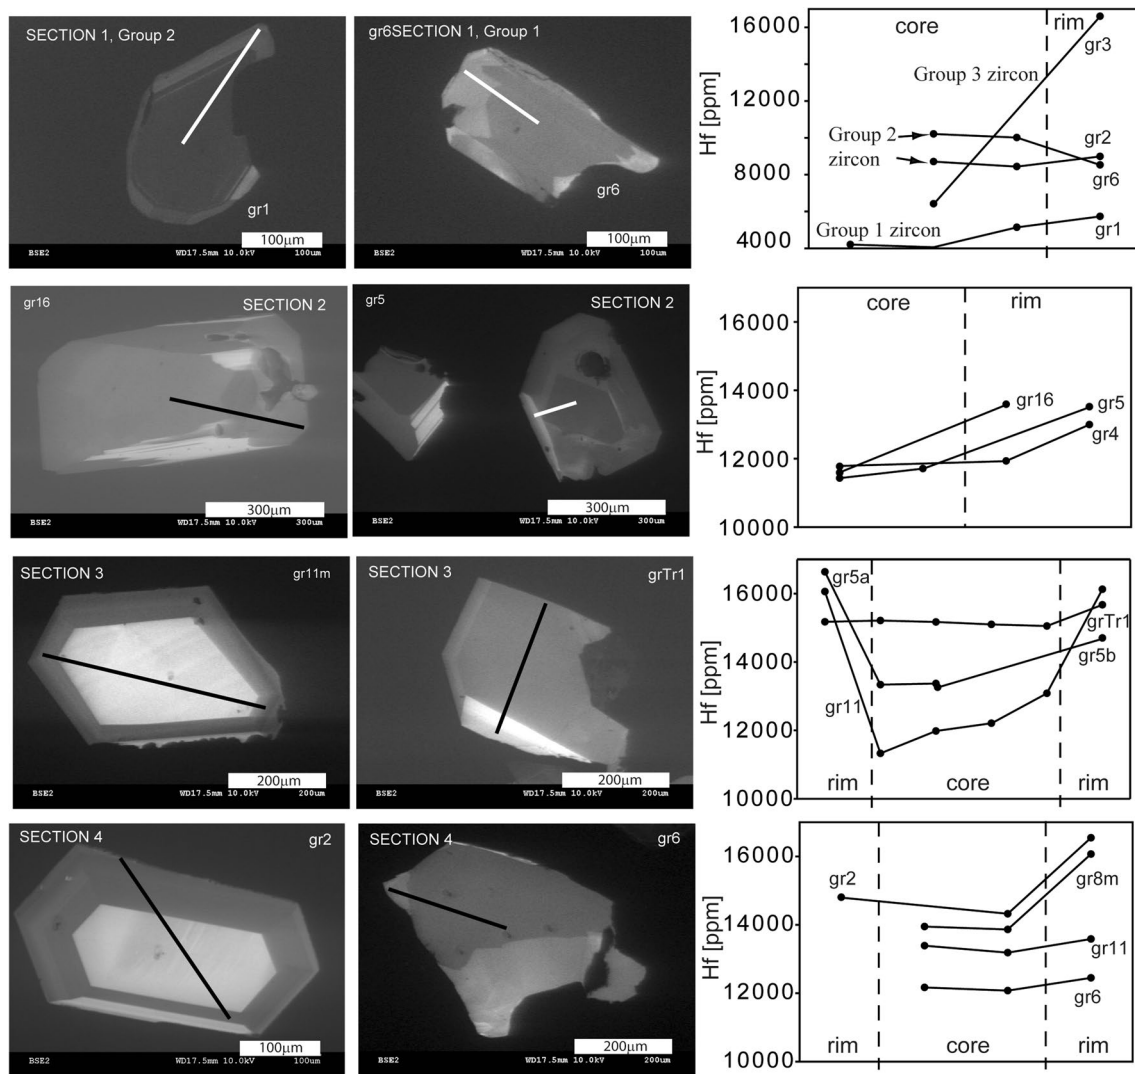 SECTION 1, Group 2
gr1
100µm
BSE2 WD17.5mm 10.0kV 100um
gr6SECTION 1, Group 1
gr6
100µm
BSE2 WD17.5mm 10.0kV 100um
Hf [ppm]
16000
12000
8000
4000
core
rim
gr3
Group 3 zircon
Group 2
zircon
gr2
gr6
Group 1 zircon
gr1
gr16
SECTION 2
300µm
BSE2 WD17.5mm 10.0kV 300um
gr5
SECTION 2
300µm
BSE2 WD17.5mm 10.0kV 300um
Hf [ppm]
16000
14000
12000
10000
core
rim
gr16
gr5
gr4
SECTION 3
gr11m
200µm
BSE2 WD17.5mm 10.0kV 200um
SECTION 3
grTr1
200µm
BSE2 WD17.5mm 10.0kV 200um
Hf [ppm]
16000
14000
12000
10000
gr5a
grTr1
gr5b
gr11
rim
core
rim
SECTION 4
gr2
100µm
BSE2 WD17.5mm 10.0kV 100um
SECTION 4
gr6
200µm
BSE2 WD17.5mm 10.0kV 200um
Hf [ppm]
16000
14000
12000
10000
gr2
gr8m
gr11
gr6
rim
core
rim